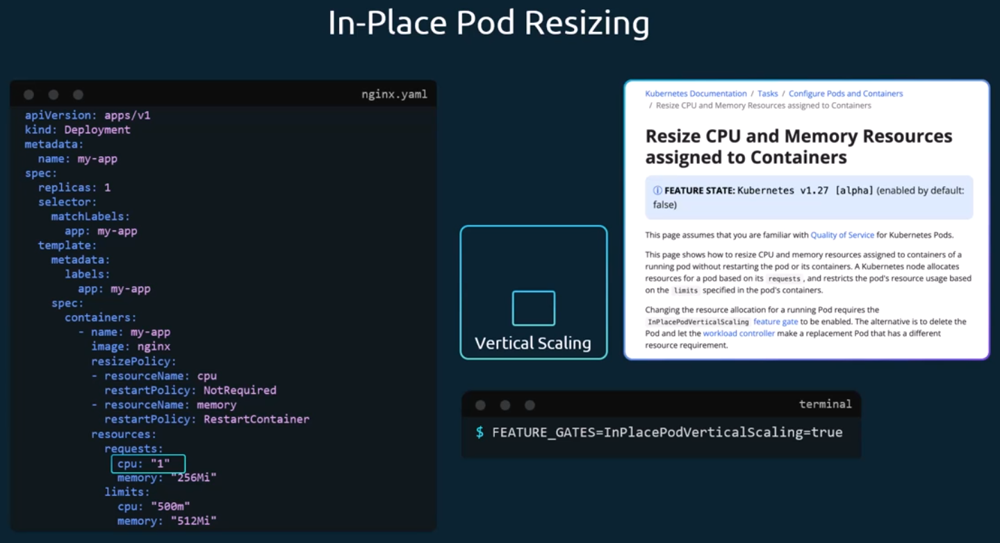 In-Place Pod Resizing
nginx.yaml
apiVersion: apps/v1
kind: Deployment
metadata:
  name: my-app
spec:
  replicas: 1
  selector:
    matchLabels:
      app: my-app
  template:
    metadata:
      labels:
        app: my-app
    spec:
      containers:
        - name: my-app
          image: nginx
          resizePolicy:
          - resourceName: cpu
            restartPolicy: NotRequired
          - resourceName: memory
            restartPolicy: RestartContainer
          resources:
            requests:
              cpu: "1"
              memory: "256Mi"
            limits:
              cpu: "500m"
              memory: "512Mi"
Vertical Scaling
Kubernetes Documentation / Tasks / Configure Pods and Containers
/ Resize CPU and Memory Resources assigned to Containers
Resize CPU and Memory Resources
assigned to Containers
ⓘ FEATURE STATE: Kubernetes v1.27 [alpha] (enabled by default:
false)
This page assumes that you are familiar with Quality of Service for Kubernetes Pods.
This page shows how to resize CPU and memory resources assigned to containers of a
running pod without restarting the pod or its containers. A Kubernetes node allocates
resources for a pod based on its requests, and restricts the pod's resource usage based
on the limits specified in the pod's containers.
Changing the resource allocation for a running Pod requires the
InPlacePodVerticalScaling feature gate to be enabled. The alternative is to delete the
Pod and let the workload controller make a replacement Pod that has a different
resource requirement.
terminal
$ FEATURE_GATES=InPlacePodVerticalScaling=true